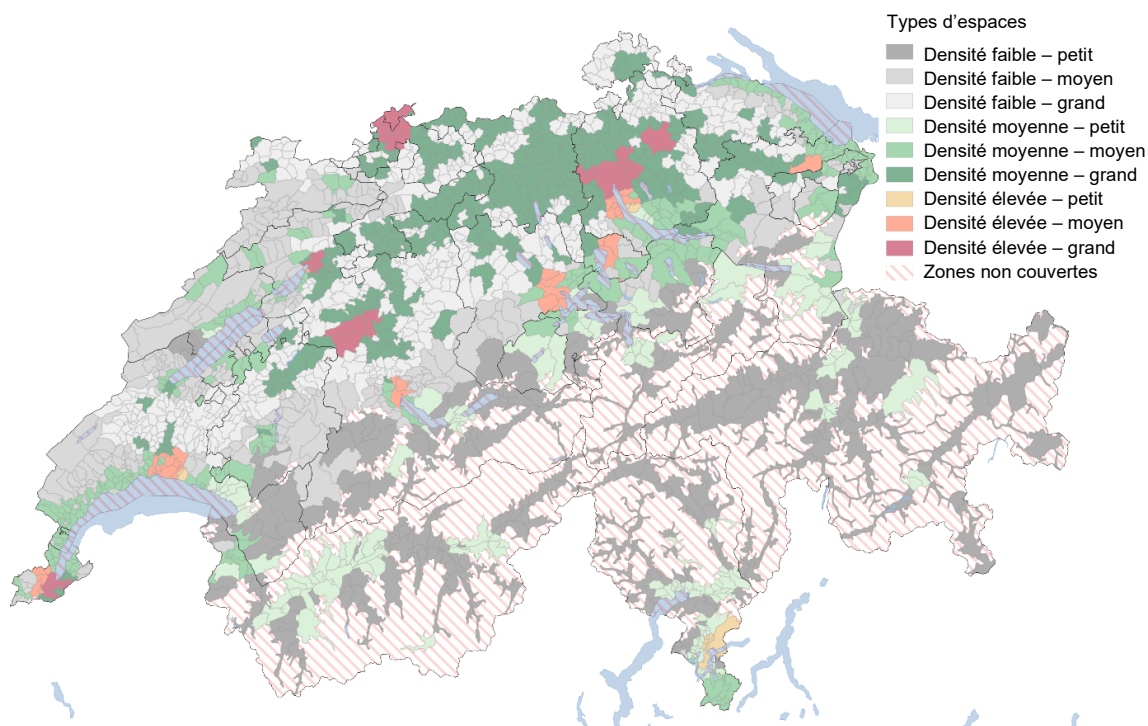 Types d’espaces
Densité faible – petit
Densité faible – moyen
Densité faible – grand
Densité moyenne – petit
Densité moyenne – moyen
Densité moyenne – grand
Densité élevée – petit
Densité élevée – moyen
Densité élevée – grand
Zones non couvertes